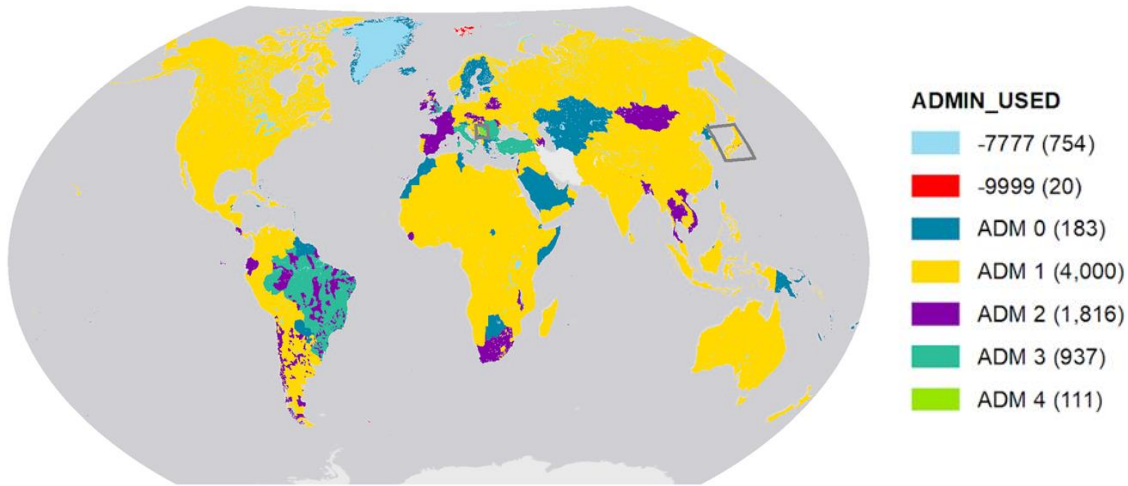 ADMIN_USED
-7777 (754)
-9999 (20)
ADM 0 (183)
ADM 1 (4,000)
ADM 2 (1,816)
ADM 3 (937)
ADM 4 (111)